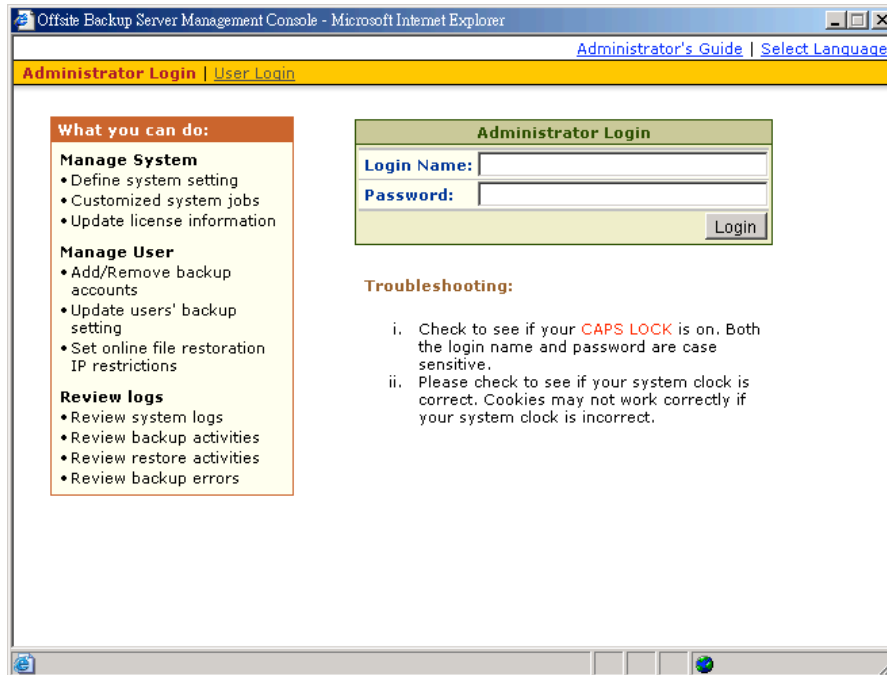 Offsite Backup Server Management Console - Microsoft Internet Explorer
Administrator's Guide | Select Language
Administrator Login | User Login
What you can do:
Manage System
• Define system setting
• Customized system jobs
• Update license information
Manage User
• Add/Remove backup
accounts
• Update users' backup
setting
• Set online file restoration
IP restrictions
Review logs
• Review system logs
• Review backup activities
• Review restore activities
• Review backup errors
Administrator Login
Login Name:
Password:
Login
Troubleshooting:
i. Check to see if your CAPS LOCK is on. Both
the login name and password are case
sensitive.
ii. Please check to see if your system clock is
correct. Cookies may not work correctly if
your system clock is incorrect.